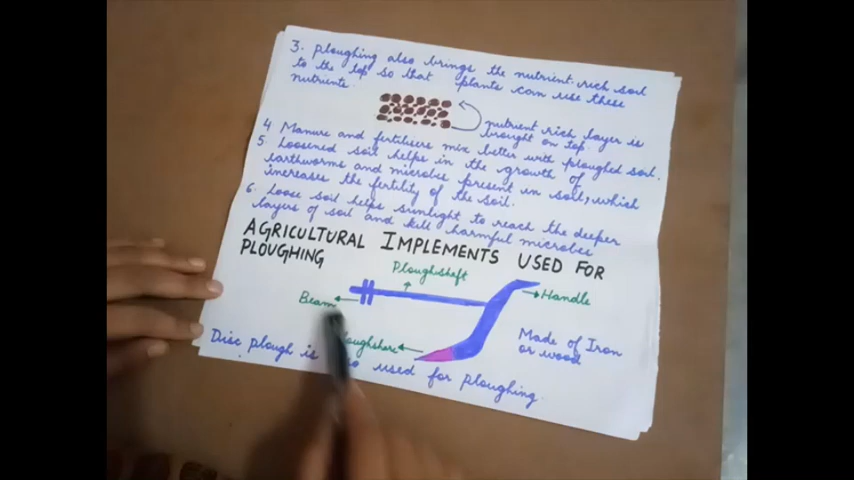 3. Ploughing also brings the nutrient-rich soil
to the top so that plants can use these
nutrients.
nutrient rich layer is
brought on top.
4 Manure and fertilisers mix better with ploughed soil.
5. Loosened soil helps in the growth of
earthworms and microbes present in soil, which
increases the fertility of the soil.
6. Loose soil helps sunlight to reach the deeper
layers of soil and kill harmful microbes
AGRICULTURAL IMPLEMENTS USED FOR
PLOUGHING
Ploughshaft
Beam
Handle
Ploughshare
Made of Iron
or wood
Disc plough is used for ploughing.